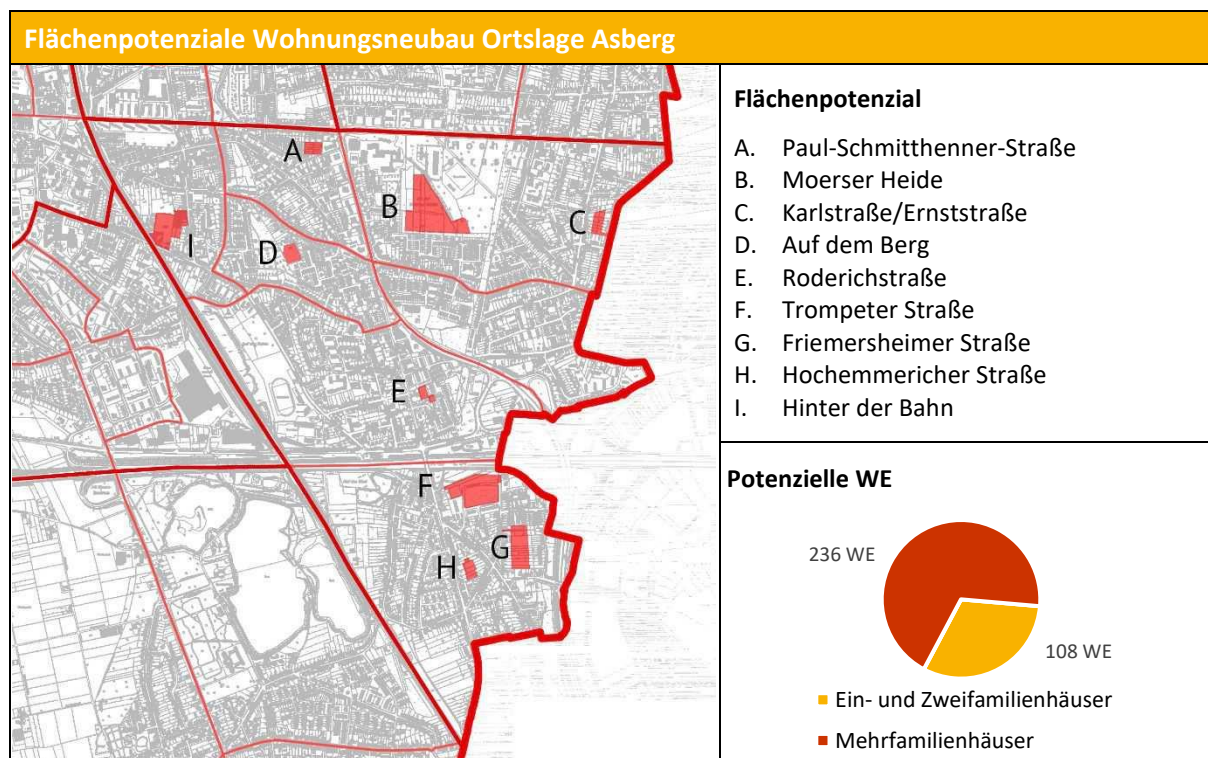 Flächenpotenziale Wohnungsneubau Ortslage Asberg
A
B
C
I
D
E
F
G
H
Flächenpotenzial
A. Paul-Schmitthenner-Straße
B. Moerser Heide
C. Karlstraße/Ernststraße
D. Auf dem Berg
E. Roderichstraße
F. Trompeter Straße
G. Friemersheimer Straße
H. Hochemmericher Straße
I. Hinter der Bahn
Potenzielle WE
236 WE
108 WE
Ein- und Zweifamilienhäuser
Mehrfamilienhäuser